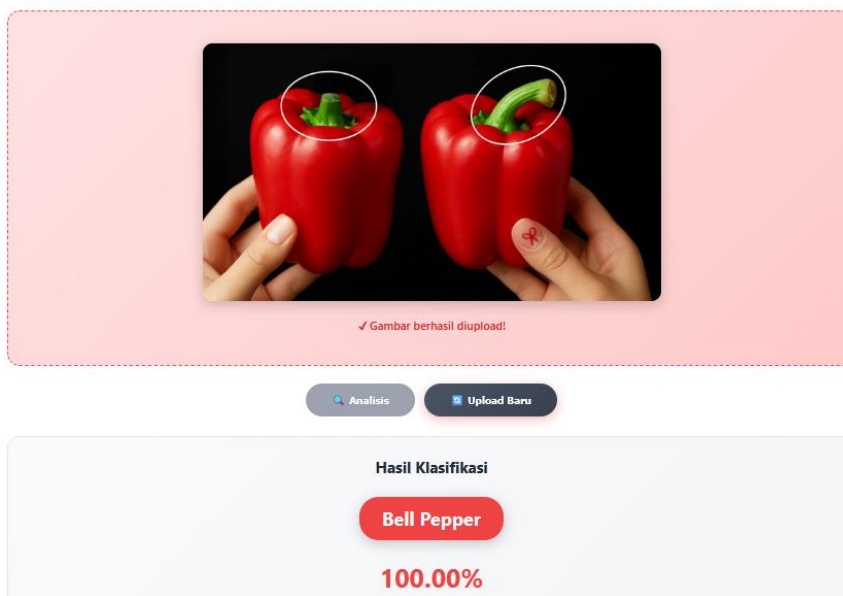 ✓ Gambar berhasil diupload!
🔍 Analisis
🔄 Upload Baru
Hasil Klasifikasi
Bell Pepper
100.00%